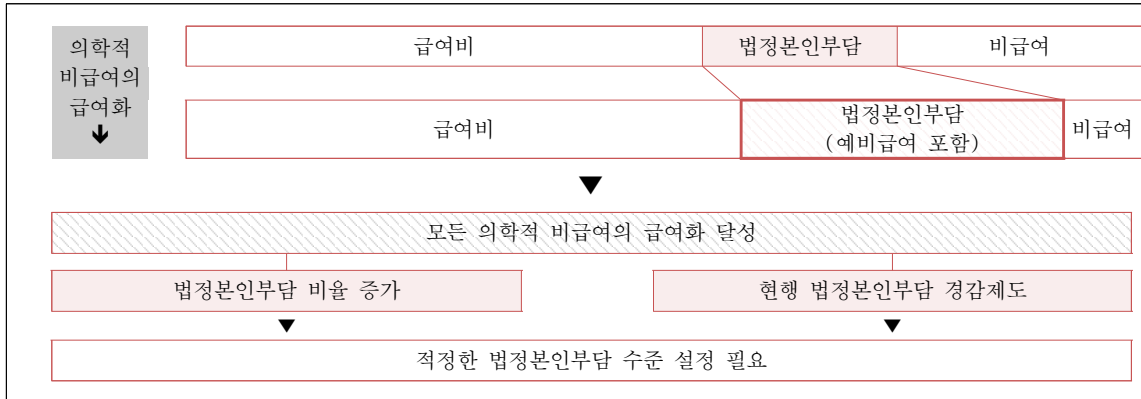 의학적
비급여의
급여화
🡻
급여비 법정본인부담 비급여
급여비 법정본인부담 비급여
(예비급여 포함)
▼
모든 의학적 비급여의 급여화 달성
법정본인부담 비율 증가 현행 법정본인부담 경감제도
▼ ▼
적정한 법정본인부담 수준 설정 필요